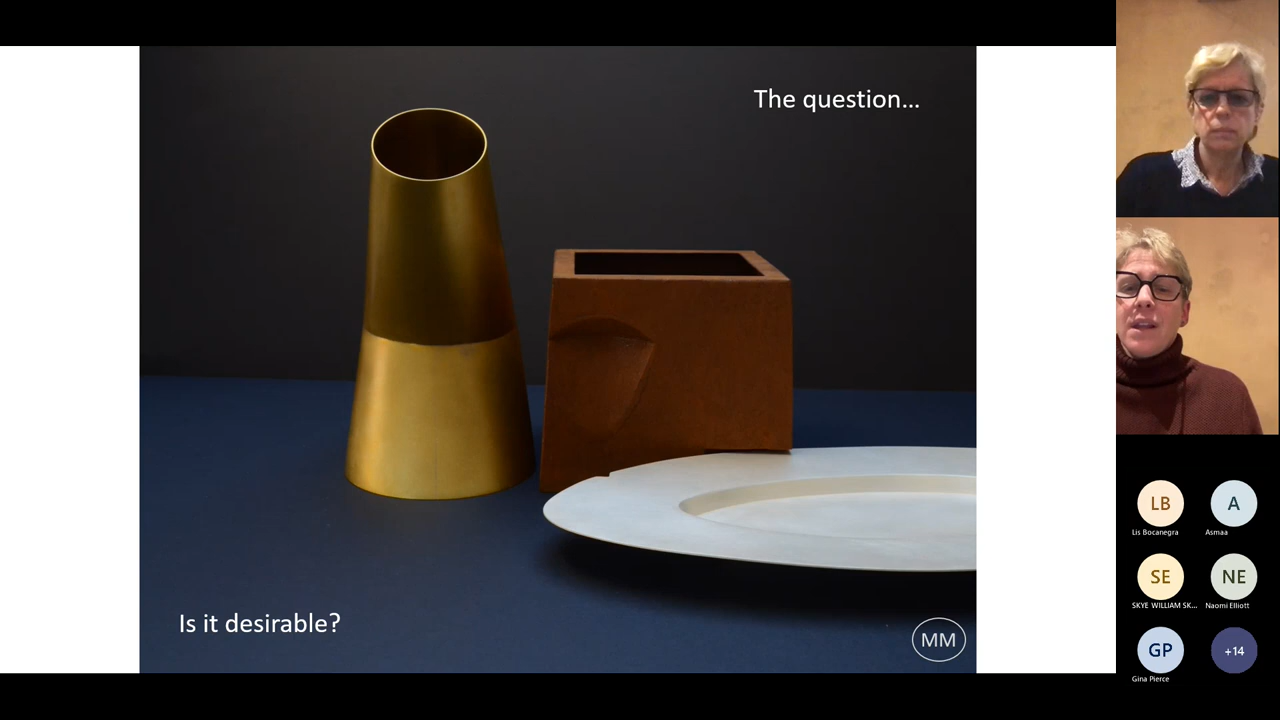 The question...
Is it desirable?
MM
LB
A
Lis Bocanegra
Asmaa
SE
NE
SKYE WILLIAM SK...
Naomi Elliott
GP
+14
Gina Pierce